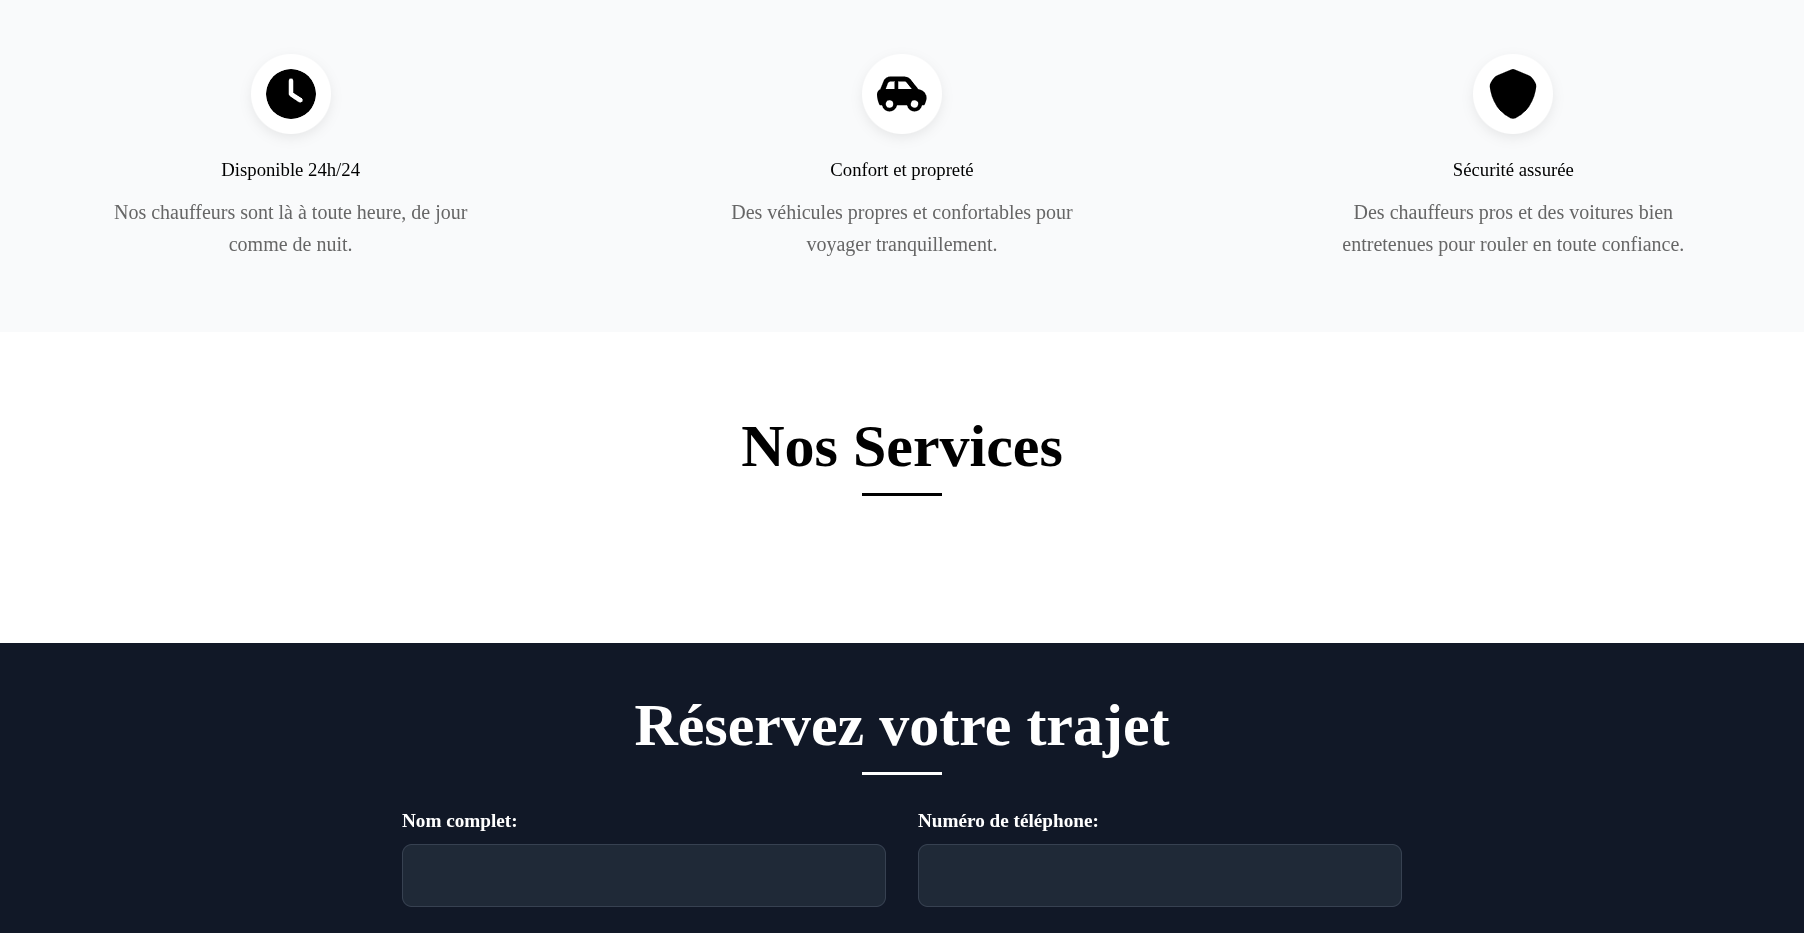 Disponible 24h/24
Nos chauffeurs sont là à toute heure, de jour
comme de nuit.
Confort et propreté
Des véhicules propres et confortables pour
voyager tranquillement.
Sécurité assurée
Des chauffeurs pros et des voitures bien
entretenues pour rouler en toute confiance.
Nos Services
Réservez votre trajet
Nom complet:
Numéro de téléphone: